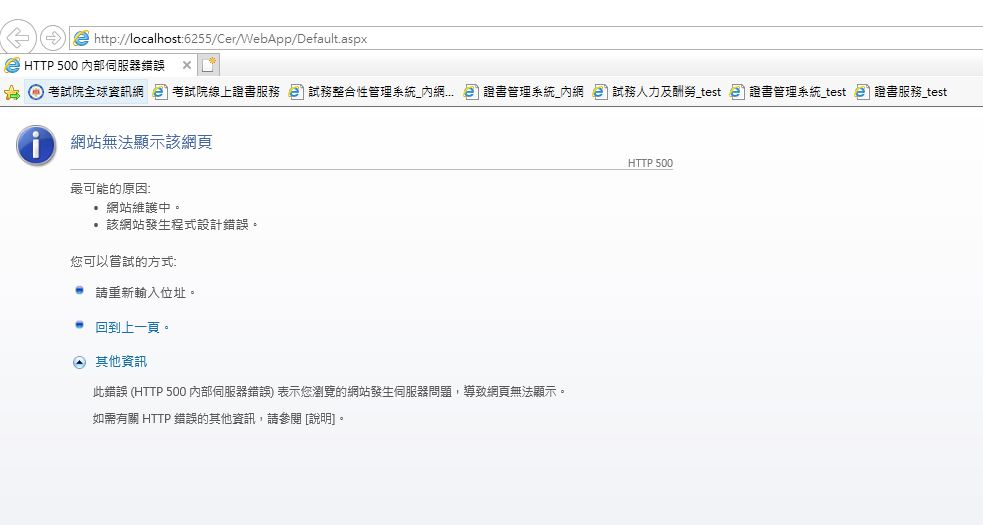 http://localhost:6255/Cer/WebApp/Default.aspx
HTTP 500 內部伺服器錯誤
考試院全球資訊網 考試院線上證書服務 試務整合性管理系統_內網... 證書管理系統_內網 試務人力及酬勞_test 證書管理系統_test 證書服務_test
網站無法顯示該網頁
HTTP 500
最可能的原因:
• 網站維護中。
• 該網站發生程式設計錯誤。
您可以嘗試的方式:
請重新輸入位址。
回到上一頁。
其他資訊
此錯誤 (HTTP 500 內部伺服器錯誤) 表示您瀏覽的網站發生伺服器問題，導致網頁無法顯示。
如需有關 HTTP 錯誤的其他資訊，請參閱 [說明]。